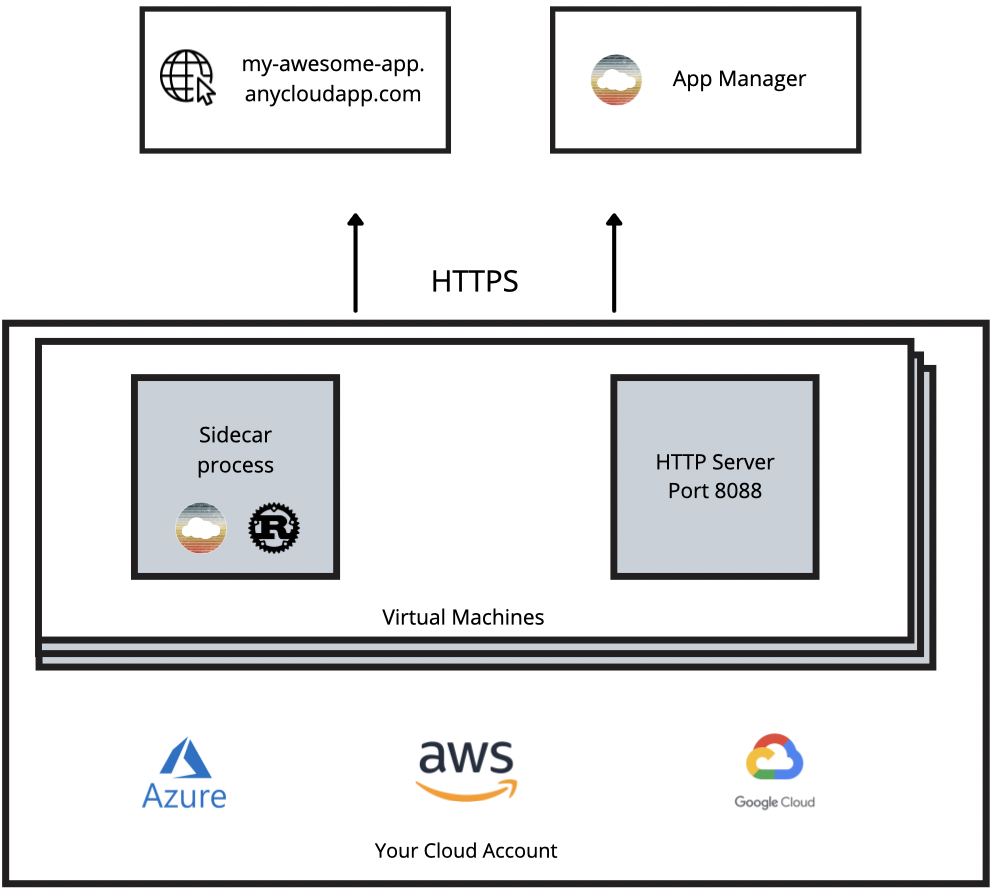 my-awesome-app.
anycloudapp.com
App Manager
HTTPS
Sidecar
process
R
HTTP Server
Port 8088
Virtual Machines
Azure
aws
Google Cloud
Your Cloud Account